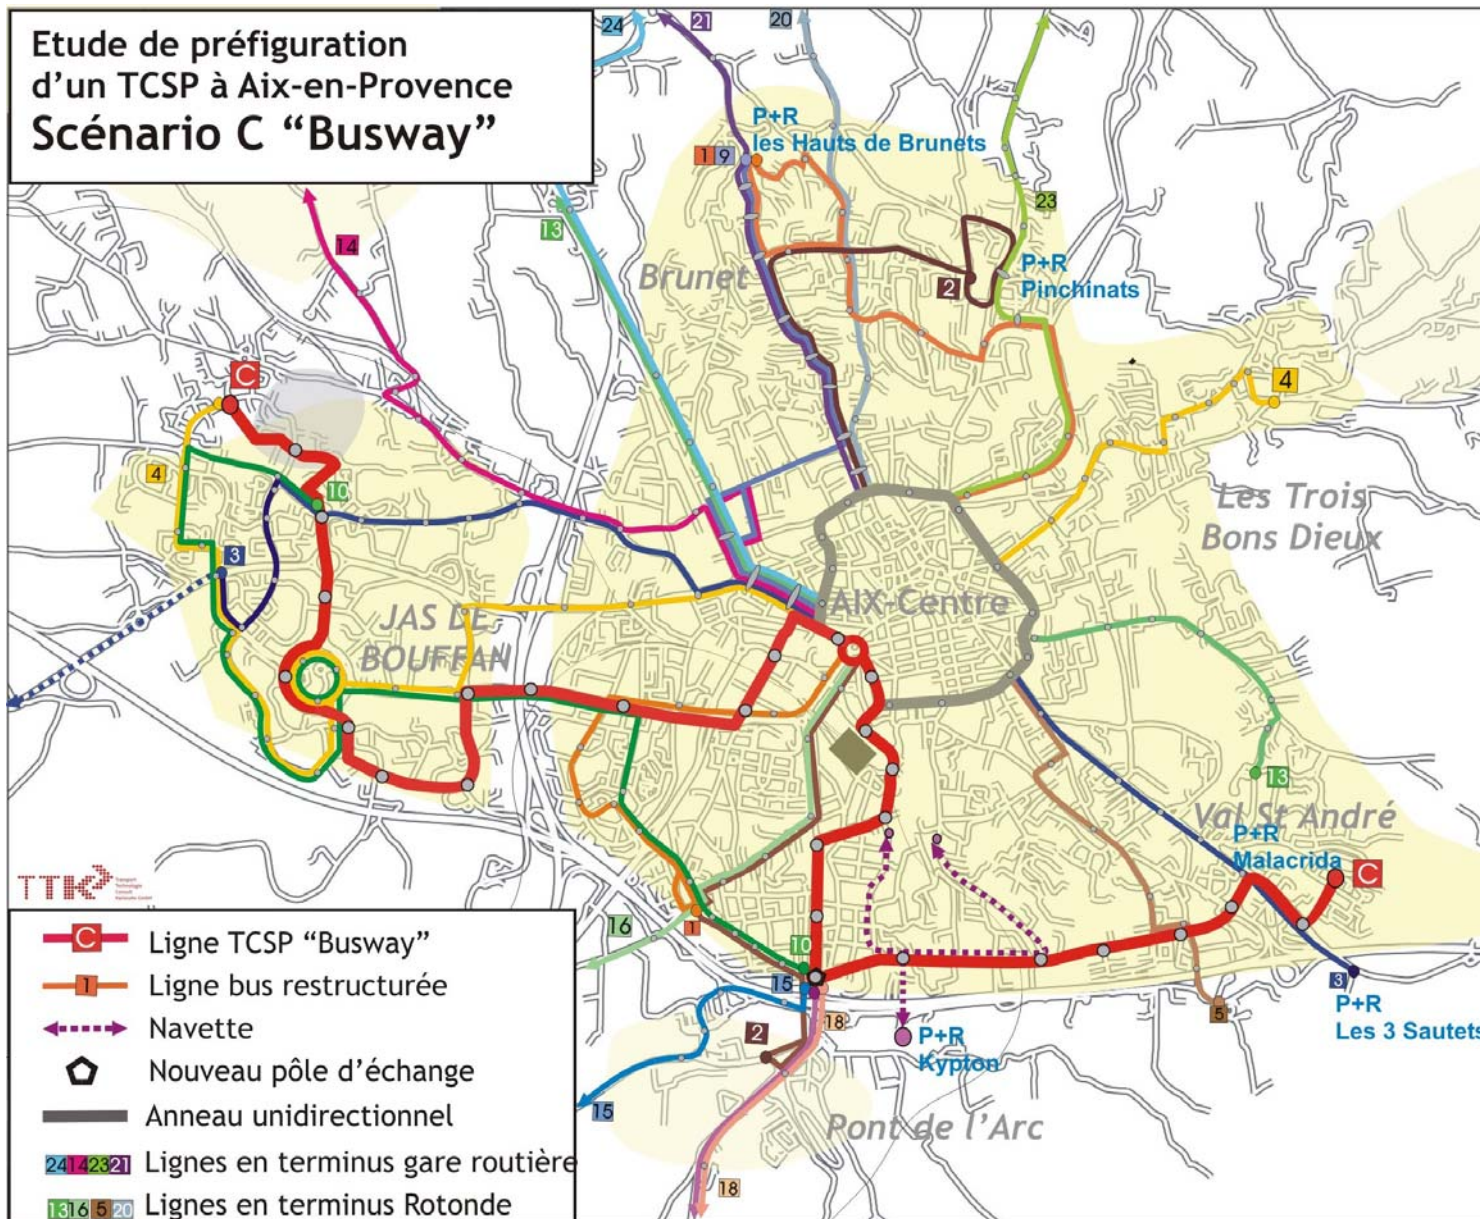 Etude de préfiguration
d'un TCSP à Aix-en-Provence
Scénario C “Busway”
24
21
20
P+R
les Hauts de Brunets
1 9
23
13
14
Brunet
P+R
Pinchinats
2
C
4
4
10
Les Trois
Bons Dieux
3
AIX-Centre
JAS DE
BOUFFAN
13
Val St André
P+R
Malacrida
C
TTK
16
1
10
15
18
2
P+R
Kypton
3
5
P+R
Les 3 Sautets
15
Pont de l'Arc
18
C Ligne TCSP “Busway”
1 Ligne bus restructurée
Navette
Nouveau pôle d'échange
Anneau unidirectionnel
24 14 23 21 Lignes en terminus gare routière
13 16 5 20 Lignes en terminus Rotonde